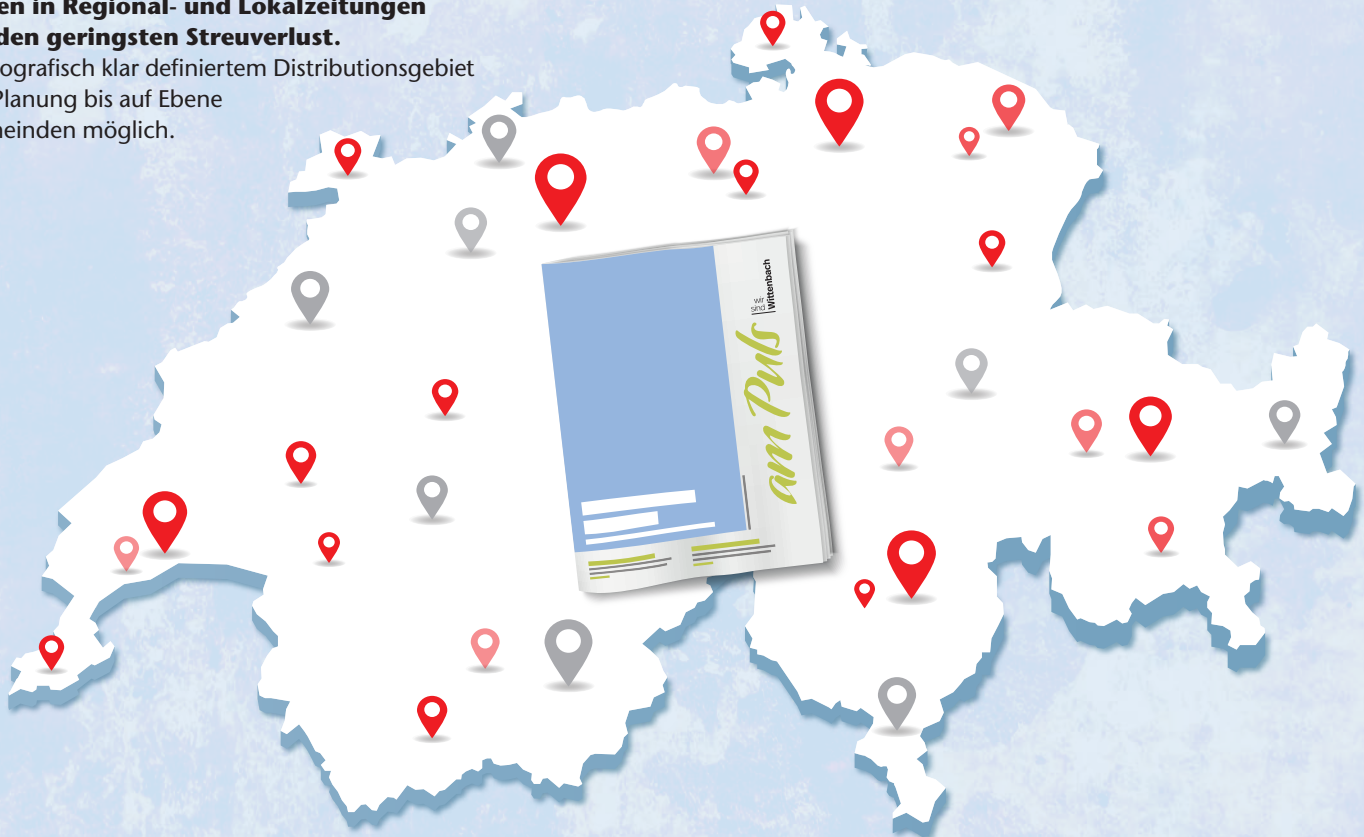 en in Regional- und Lokalzeitungen
den geringsten Streuverlust.
ografisch klar definiertem Distributionsgebiet
Planung bis auf Ebene
einden möglich.
wir
sind
Wittenbach
am Puls